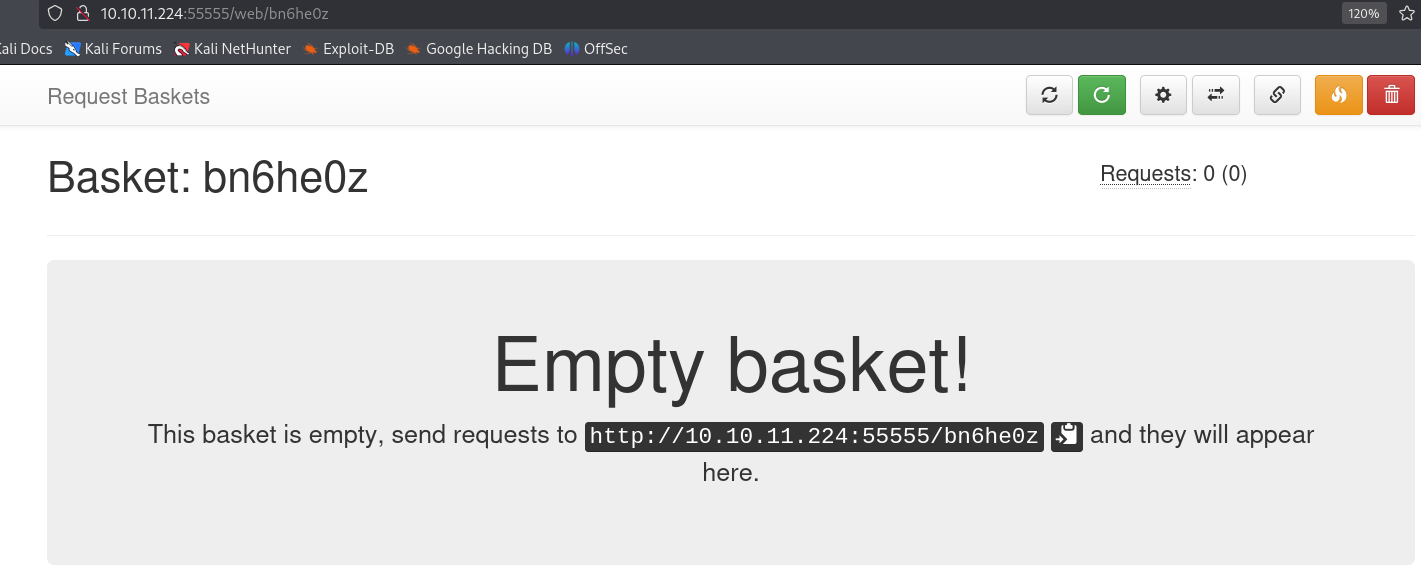 10.10.11.224:55555/web/bn6he0z 120%
ali Docs Kali Forums Kali NetHunter Exploit-DB Google Hacking DB OffSec
Request Baskets
Basket: bn6he0z Requests: 0 (0)
Empty basket!
This basket is empty, send requests to http://10.10.11.224:55555/bn6he0z and they will appear
here.